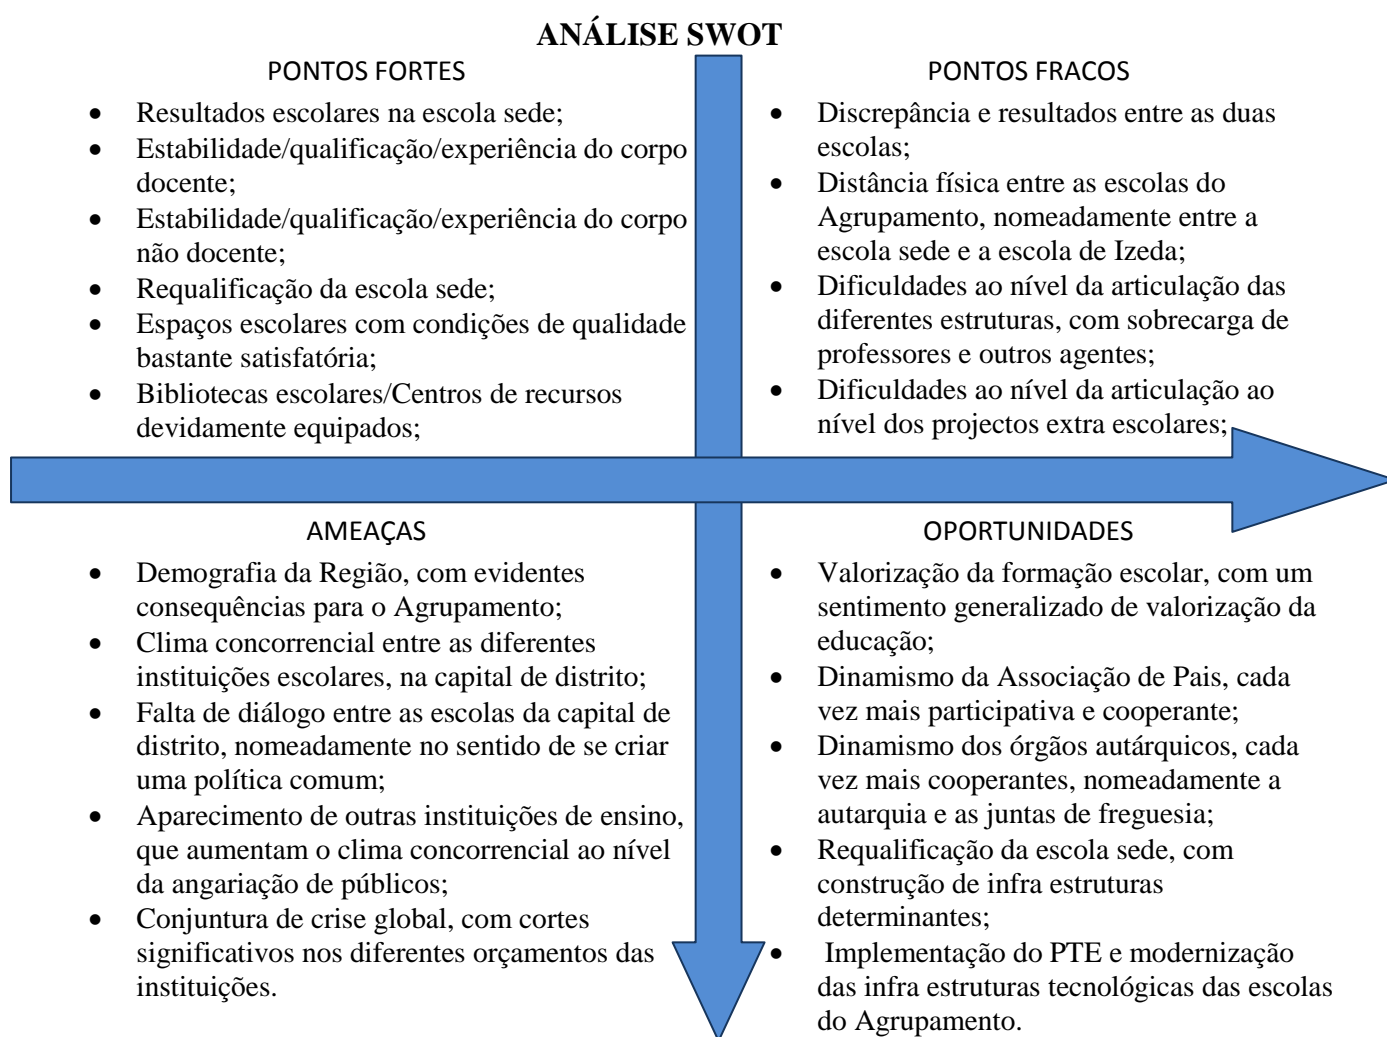 ANÁLISE SWOT
PONTOS FORTES
• Resultados escolares na escola sede;
• Estabilidade/qualificação/experiência do corpo
docente;
• Estabilidade/qualificação/experiência do corpo
não docente;
• Requalificação da escola sede;
• Espaços escolares com condições de qualidade
bastante satisfatória;
• Bibliotecas escolares/Centros de recursos
devidamente equipados;
PONTOS FRACOS
• Discrepância e resultados entre as duas
escolas;
• Distância física entre as escolas do
Agrupamento, nomeadamente entre a
escola sede e a escola de Izeda;
• Dificuldades ao nível da articulação das
diferentes estruturas, com sobrecarga de
professores e outros agentes;
• Dificuldades ao nível da articulação ao
nível dos projectos extra escolares;
AMEAÇAS
• Demografia da Região, com evidentes
consequências para o Agrupamento;
• Clima concorrencial entre as diferentes
instituições escolares, na capital de distrito;
• Falta de diálogo entre as escolas da capital de
distrito, nomeadamente no sentido de se criar
uma política comum;
• Aparecimento de outras instituições de ensino,
que aumentam o clima concorrencial ao nível
da angariação de públicos;
• Conjuntura de crise global, com cortes
significativos nos diferentes orçamentos das
instituições.
OPORTUNIDADES
• Valorização da formação escolar, com um
sentimento generalizado de valorização da
educação;
• Dinamismo da Associação de Pais, cada
vez mais participativa e cooperante;
• Dinamismo dos órgãos autárquicos, cada
vez mais cooperantes, nomeadamente a
autarquia e as juntas de freguesia;
• Requalificação da escola sede, com
construção de infra estruturas
determinantes;
• Implementação do PTE e modernização
das infra estruturas tecnológicas das escolas
do Agrupamento.